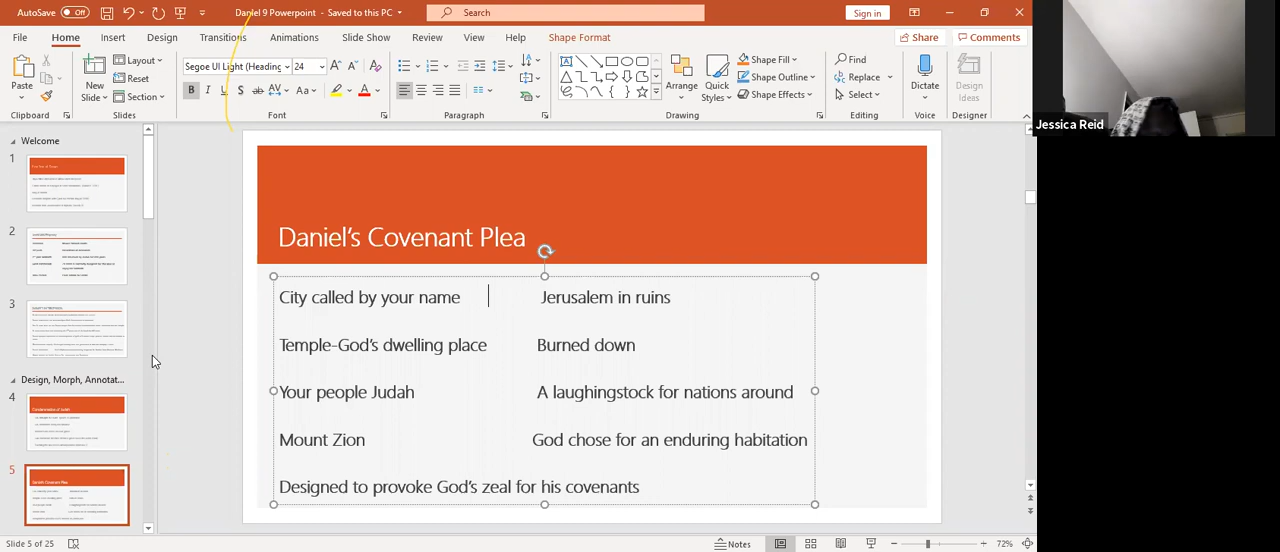 AutoSave Off Daniel 9 Powerpoint - Saved to this PC Search Sign in
File Home Insert Design Transitions Animations Slide Show Review View Help Shape Format Share Comments
Paste New Slide Layout Reset Section Segoe UI Light (Heading 24 Arrange Quick Styles Shape Fill Shape Outline Shape Effects Find Replace Select Dictate Design Ideas
Clipboard Slides Font Paragraph Drawing Editing Voice Designer
Jessica Reid
Welcome
1
2
3
Design, Morph, Annotat...
4
5
Daniel's Covenant Plea
City called by your name Jerusalem in ruins
Temple-God's dwelling place Burned down
Your people Judah A laughingstock for nations around
Mount Zion God chose for an enduring habitation
Designed to provoke God's zeal for his covenants
Slide 5 of 25 Notes 72%